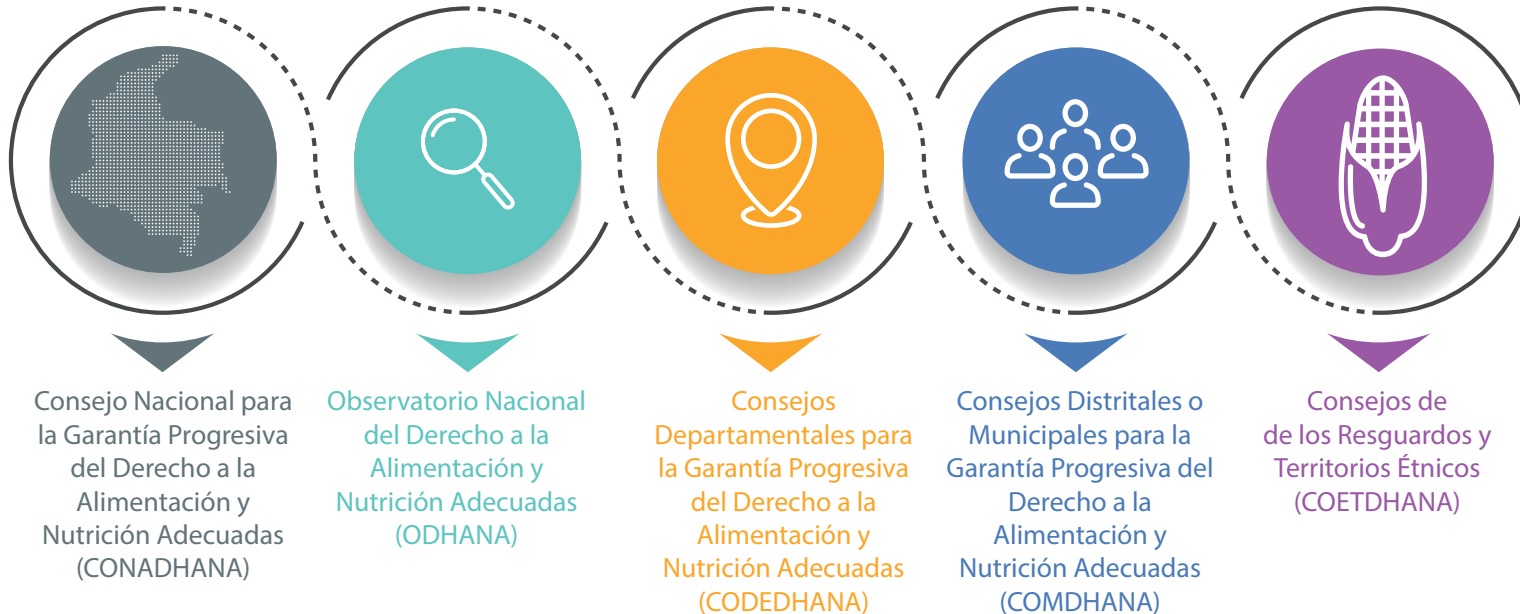 Consejo Nacional para
la Garantía Progresiva
del Derecho a la
Alimentación y
Nutrición Adecuadas
(CONADHANA)
Observatorio Nacional
del Derecho a la
Alimentación y
Nutrición Adecuadas
(ODHANA)
Consejos
Departamentales para
la Garantía Progresiva
del Derecho a la
Alimentación y
Nutrición Adecuadas
(CODEDHANA)
Consejos Distritales o
Municipales para la
Garantía Progresiva del
Derecho a la
Alimentación y
Nutrición Adecuadas
(COMDHANA)
Consejos de
de los Resguardos y
Territorios Étnicos
(COETDHANA)